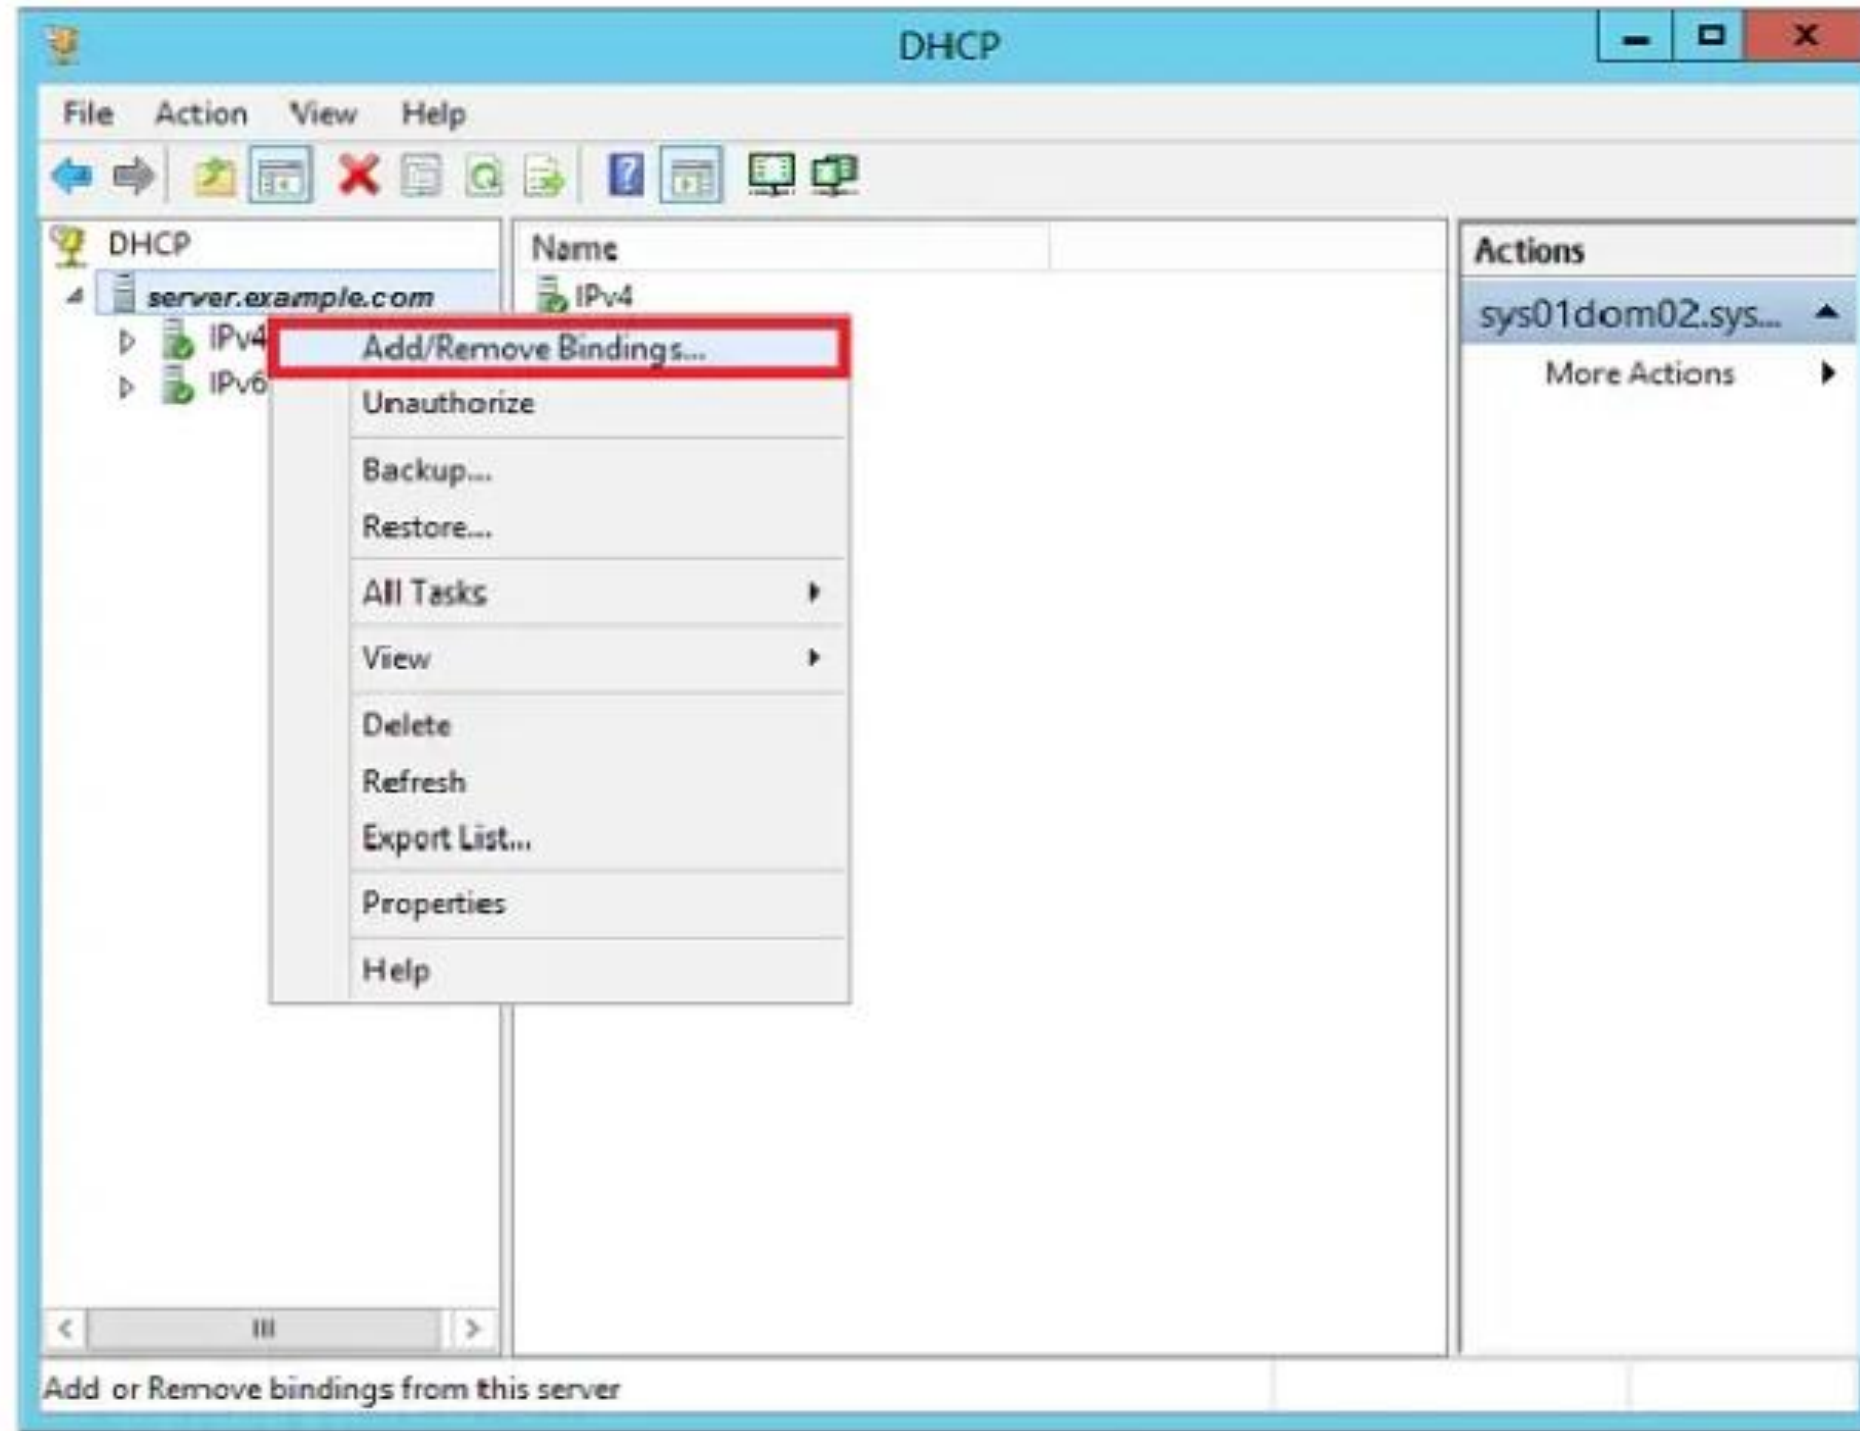 DHCP
File Action View Help
DHCP
server.example.com
IPv4
IPv6
Name
IPv4
Add/Remove Bindings...
Unauthorize
Backup...
Restore...
All Tasks
View
Delete
Refresh
Export List...
Properties
Help
Actions
sys01dom02.sys...
More Actions
Add or Remove bindings from this server